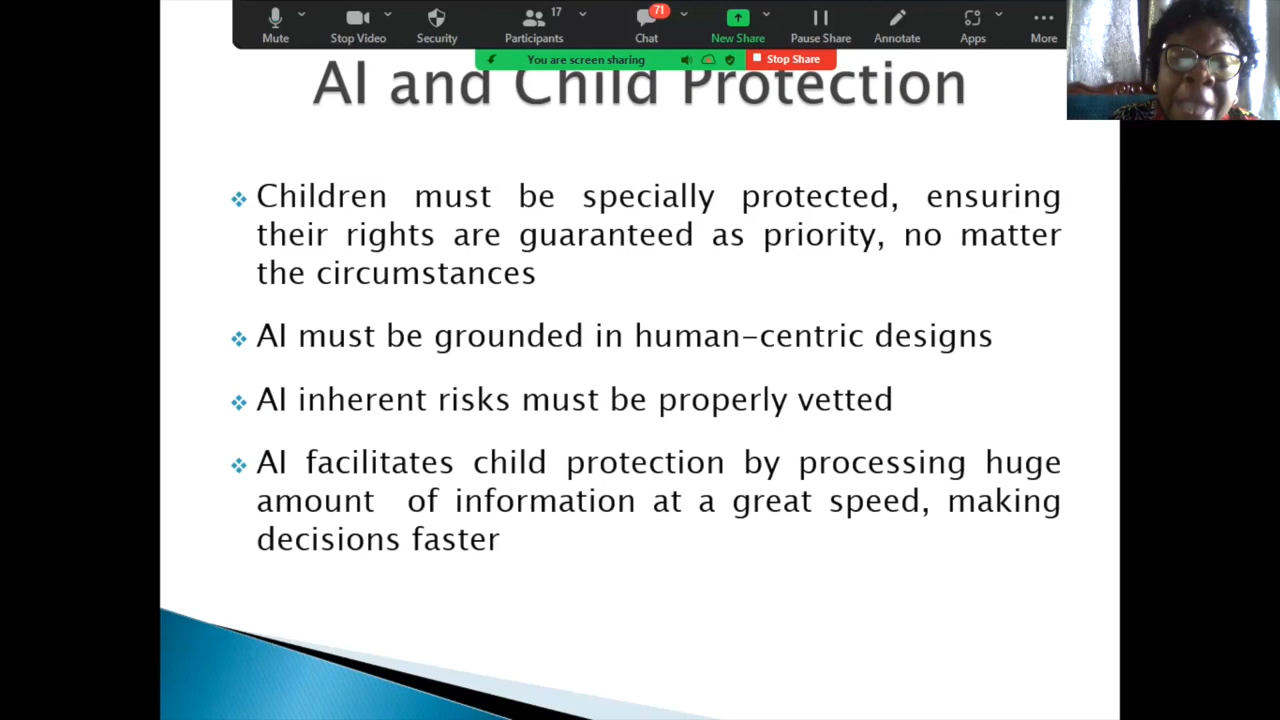 Mute
Stop Video
Security
Participants
17
Chat
71
New Share
Pause Share
Annotate
Apps
More
You are screen sharing
Stop Share
AI and Child Protection
Children must be specially protected, ensuring
their rights are guaranteed as priority, no matter
the circumstances
AI must be grounded in human-centric designs
AI inherent risks must be properly vetted
AI facilitates child protection by processing huge
amount of information at a great speed, making
decisions faster